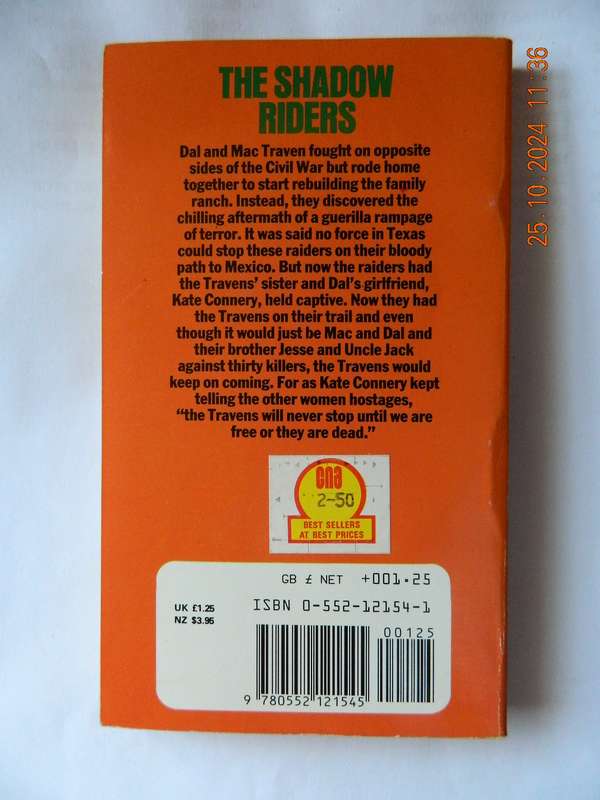 THE SHADOW
RIDERS
Dal and Mac Traven fought on opposite
sides of the Civil War but rode home
together to start rebuilding the family
ranch. Instead, they discovered the
chilling aftermath of a guerilla rampage
of terror. It was said no force in Texas
could stop these raiders on their bloody
path to Mexico. But now the raiders had
the Travens' sister and Dal's girlfriend,
Kate Connery, held captive. Now they had
the Travens on their trail and even
though it would just be Mac and Dal and
their brother Jesse and Uncle Jack
against thirty killers, the Travens would
keep on coming. For as Kate Connery kept
telling the other women hostages,
“the Travens will never stop until we are
free or they are dead.”
cna
2-50
BEST SELLERS
AT BEST PRICES
GB £ NET +001.25
UK £1.25
NZ $3.95
ISBN 0-552-12154-1
00125
9 780552 121545
25.10.2024 11:36